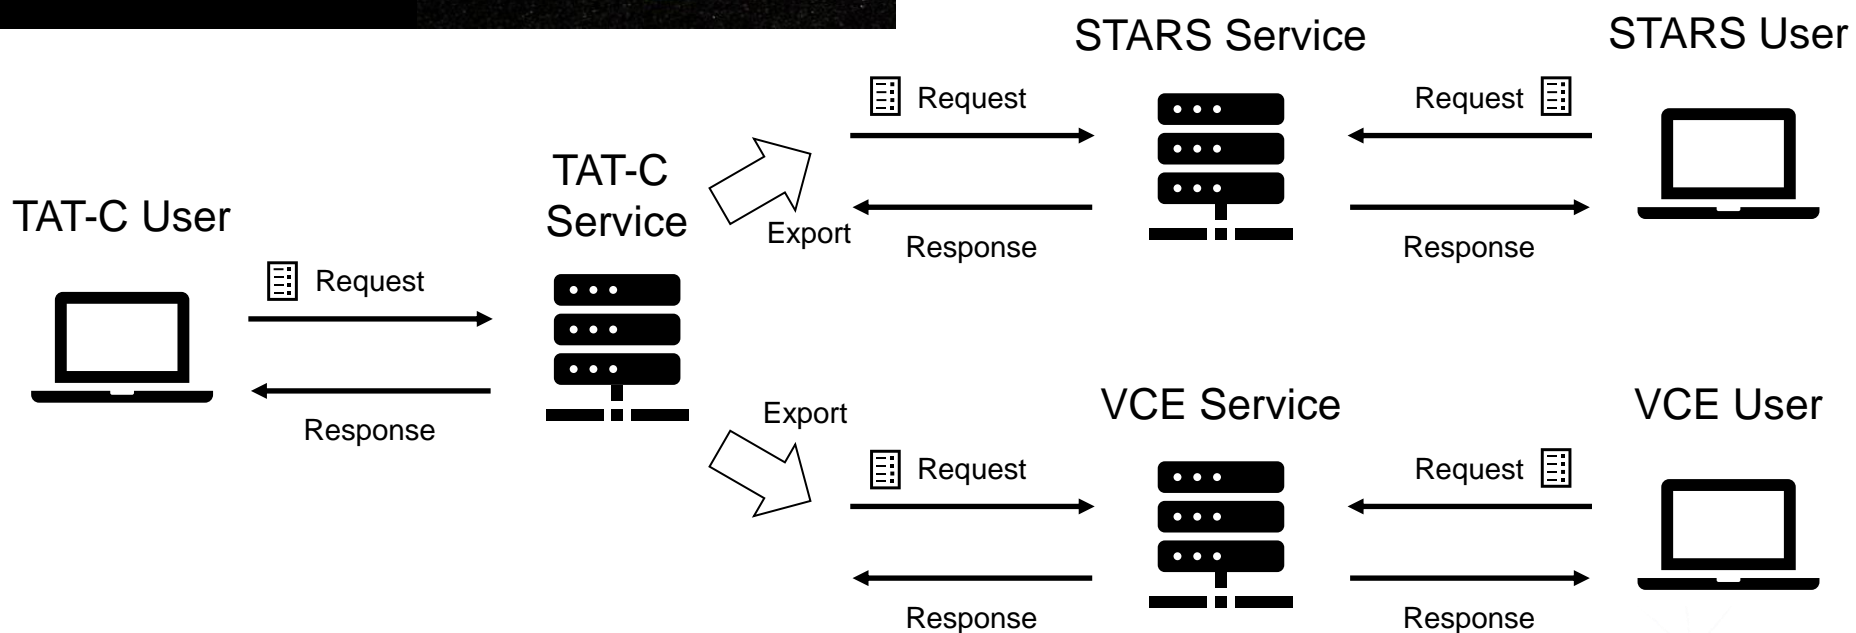 STARS Service
STARS User
Request
Request
TAT-C
Service
TAT-C User
Export
Response
Response
Request
Response
Export
VCE Service
VCE User
Request
Request
Response
Response